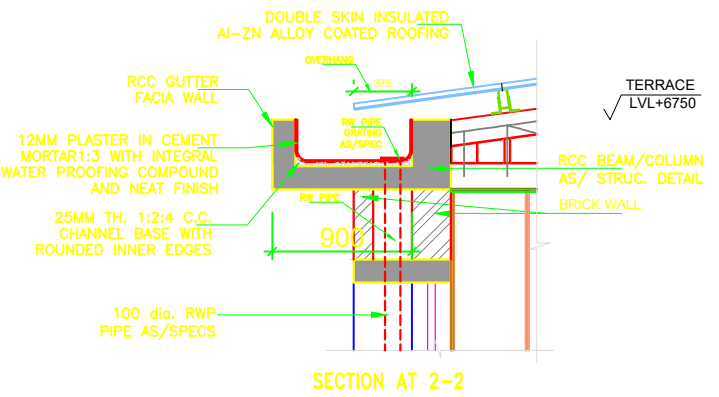 DOUBLE SKIN INSULATED
Al-ZN ALLOY COATED ROOFING
OVERHANG
375
RCC GUTTER
FACIA WALL
TERRACE
LVL+6750
RW PIPE
GRATING
AS/SPEC
12MM PLASTER IN CEMENT
MORTAR1:3 WITH INTEGRAL
WATER PROOFING COMPOUND
AND NEAT FINISH
RCC BEAM/COLUMN
AS/ STRUC. DETAIL
RW PIPE
BRICK WALL
25MM TH. 1:2:4 C.C.
CHANNEL BASE WITH
ROUNDED INNER EDGES
900
100 dia. RWP
PIPE AS/SPECS
SECTION AT 2-2